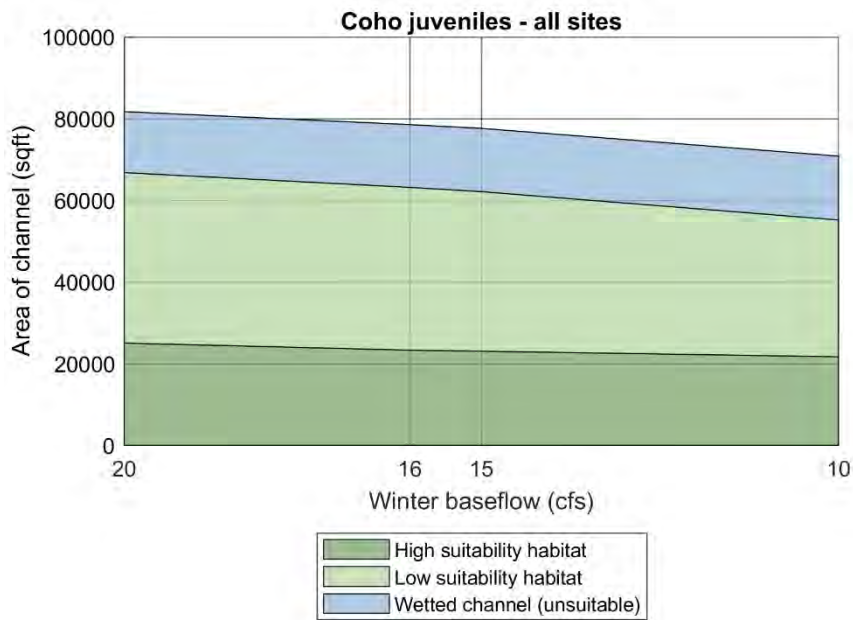 Coho juveniles - all sites
100000
80000
60000
40000
20000
0
Area of channel (sqft)
20 16 15 10
Winter baseflow (cfs)
High suitability habitat
Low suitability habitat
Wetted channel (unsuitable)